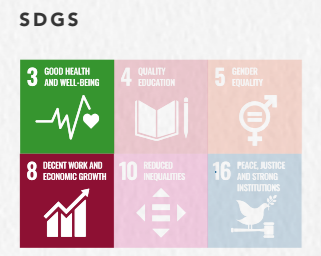 SDGS
3 GOOD HEALTH
AND WELL-BEING
4 QUALITY
EDUCATION
5 GENDER
EQUALITY
8 DECENT WORK AND
ECONOMIC GROWTH
10 REDUCED
INEQUALITIES
16 PEACE, JUSTICE
AND STRONG
INSTITUTIONS